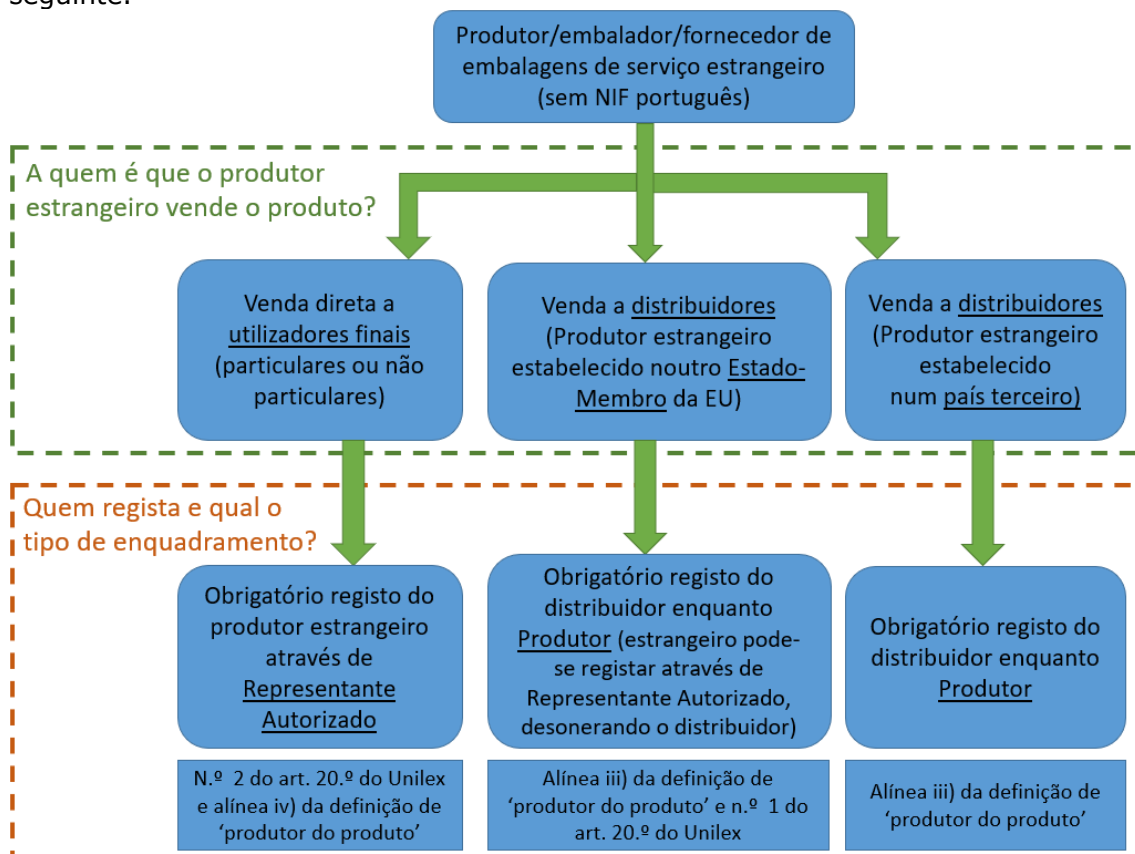 seguinte:
Produtor/embalador/fornecedor de
embalagens de serviço estrangeiro
(sem NIF português)
A quem é que o produtor
estrangeiro vende o produto?
Venda direta a
utilizadores finais
(particulares ou não
particulares)
Venda a distribuidores
(Produtor estrangeiro
estabelecido noutro Estado-
Membro da EU)
Venda a distribuidores
(Produtor estrangeiro
estabelecido
num país terceiro)
Quem regista e qual o
tipo de enquadramento?
Obrigatório registo do
produtor estrangeiro
através de
Representante
Autorizado
Obrigatório registo do
distribuidor enquanto
Produtor (estrangeiro pode-
se registar através de
Representante Autorizado,
desonerando o distribuidor)
Obrigatório registo do
distribuidor enquanto
Produtor
N.º 2 do art. 20.º do Unilex
e alínea iv) da definição de
‘produtor do produto’
Alínea iii) da definição de
‘produtor do produto’ e n.º 1 do
art. 20.º do Unilex
Alínea iii) da definição de
‘produtor do produto’